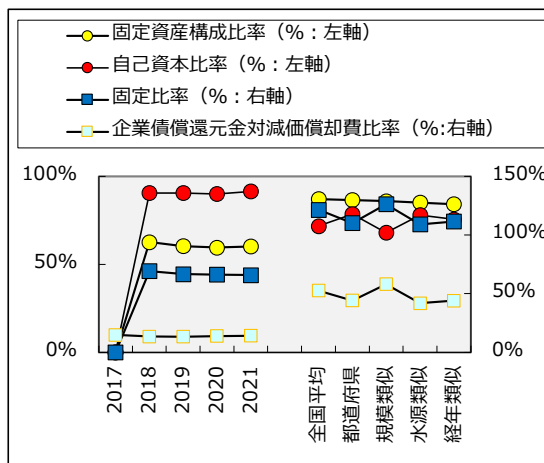 固定資産構成比率（%：左軸）
自己資本比率（%：左軸）
固定比率（%：右軸）
企業債償還元金対減価償却費比率（%:右軸）
100%
50%
0%
150%
100%
50%
0%
2017
2018
2019
2020
2021
全国平均
都道府県
規模類似
水源類似
経年類似